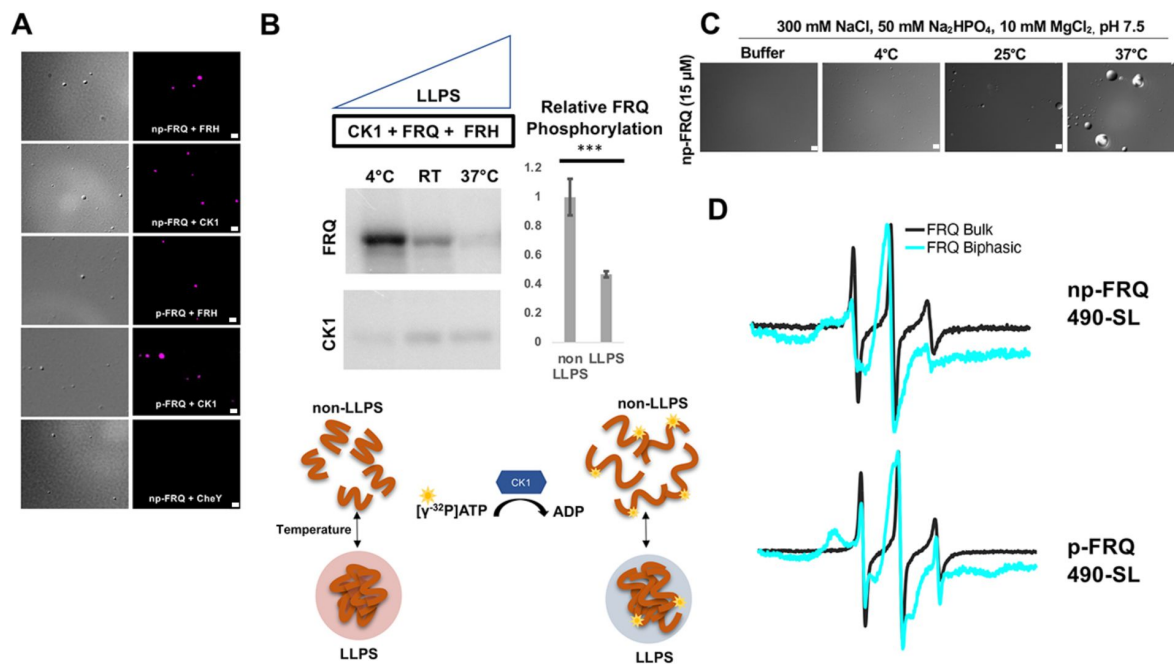 A
np-FRQ + FRH
np-FRQ + CK1
p-FRQ + FRH
p-FRQ + CK1
np-FRQ + CheY
B
LLPS
CK1 + FRQ + FRH
4°C RT 37°C
FRQ
CK1
Relative FRQ
Phosphorylation
***
1.2
1
0.8
0.6
0.4
0.2
0
non LLPS
LLPS
non-LLPS
Temperature
LLPS
[γ-³²P]ATP
CK1
ADP
non-LLPS
LLPS
C
300 mM NaCl, 50 mM Na₂HPO₄, 10 mM MgCl₂, pH 7.5
Buffer 4°C 25°C 37°C
np-FRQ (15 μM)
D
FRQ Bulk
FRQ Biphasic
np-FRQ
490-SL
p-FRQ
490-SL